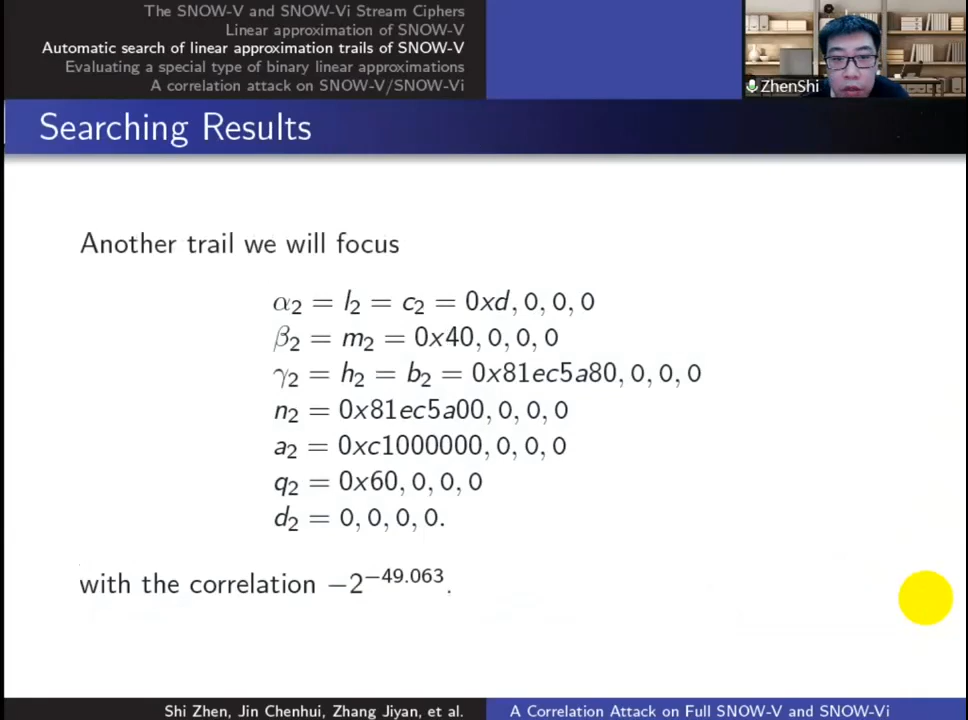 The SNOW-V and SNOW-Vi Stream Ciphers
Linear approximation of SNOW-V
Automatic search of linear approximation trails of SNOW-V
Evaluating a special type of binary linear approximations
A correlation attack on SNOW-V/SNOW-Vi
ZhenShi
Searching Results
Another trail we will focus
α₂ = l₂ = c₂ = 0xd, 0, 0, 0
β₂ = m₂ = 0x40, 0, 0, 0
γ₂ = h₂ = b₂ = 0x81ec5a80, 0, 0, 0
n₂ = 0x81ec5a00, 0, 0, 0
a₂ = 0xc1000000, 0, 0, 0
q₂ = 0x60, 0, 0, 0
d₂ = 0, 0, 0, 0.
with the correlation −2⁻⁴⁹·⁰⁶³.
Shi Zhen, Jin Chenhui, Zhang Jiyan, et al.
A Correlation Attack on Full SNOW-V and SNOW-Vi